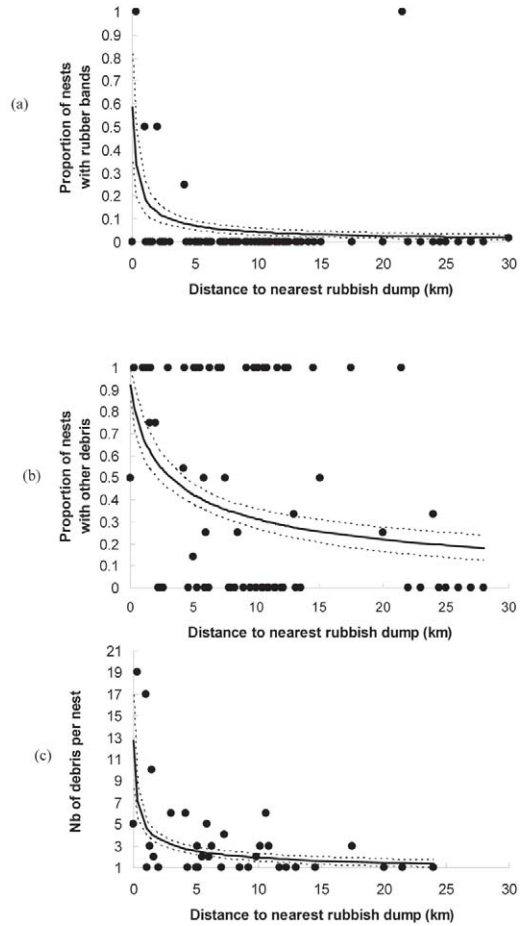 (a)
Proportion of nests
with rubber bands
1
0.9
0.8
0.7
0.6
0.5
0.4
0.3
0.2
0.1
0
0 5 10 15 20 25 30
Distance to nearest rubbish dump (km)
(b)
Proportion of nests
with other debris
1
0.9
0.8
0.7
0.6
0.5
0.4
0.3
0.2
0.1
0
0 5 10 15 20 25 30
Distance to nearest rubbish dump (km)
(c)
Nb of debris per nest
21
19
17
15
13
11
9
7
5
3
1
0 5 10 15 20 25 30
Distance to nearest rubbish dump (km)